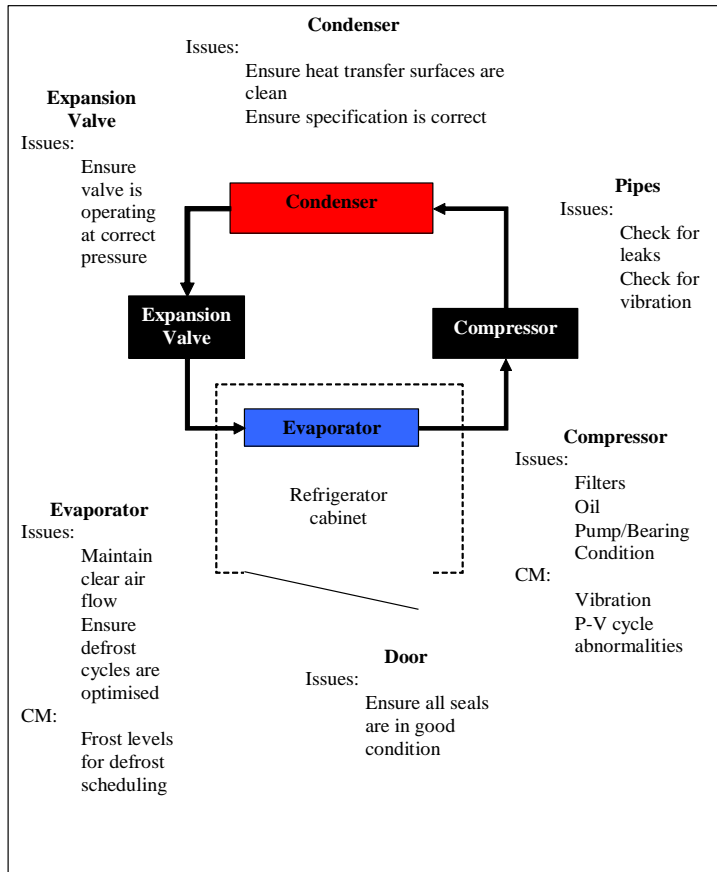 Condenser
Issues:
Ensure heat transfer surfaces are
clean
Ensure specification is correct
Expansion
Valve
Issues:
Ensure
valve is
operating
at correct
pressure
Condenser
Pipes
Issues:
Check for
leaks
Check for
vibration
Expansion
Valve
Compressor
Evaporator
Refrigerator
cabinet
Compressor
Issues:
Filters
Oil
Pump/Bearing
Condition
CM:
Vibration
P-V cycle
abnormalities
Evaporator
Issues:
Maintain
clear air
flow
Ensure
defrost
cycles are
optimised
CM:
Frost levels
for defrost
scheduling
Door
Issues:
Ensure all seals
are in good
condition